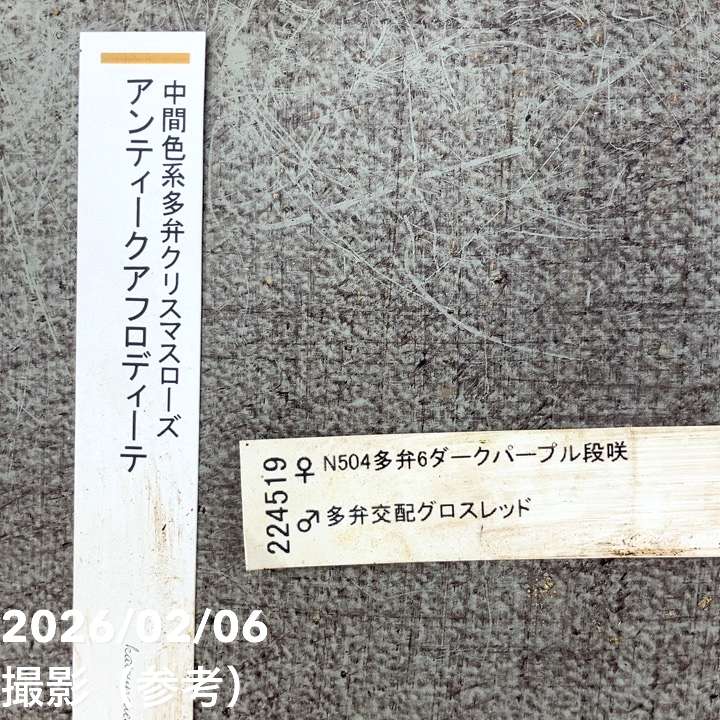 中間色系多弁クリスマスローズ
アンティークアフロディーテ
224519
♀ N504多弁6ダークパープル段咲
♂ 多弁交配グロスレッド
2026/02/06
撮影（参考）